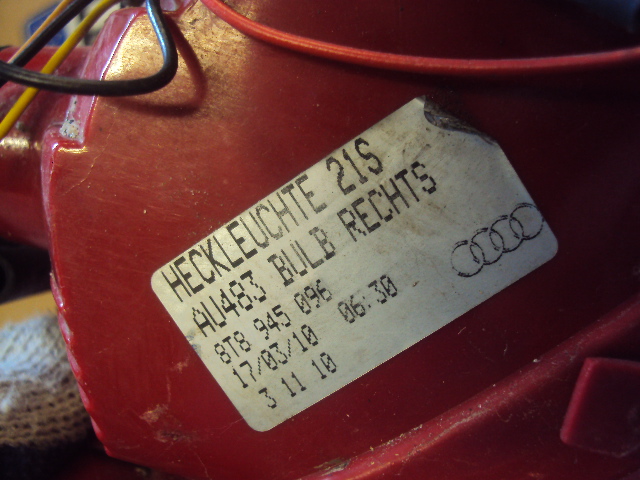 HECKLEUCHTE 21S
AU483 BULB RECHTS
8T8 945 096
17/03/10 06:30
3 11 10